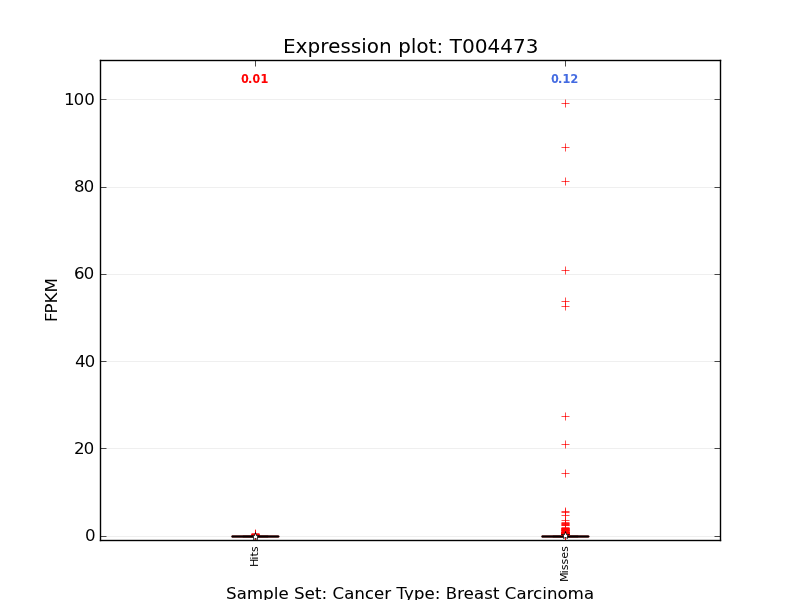 Expression plot: T004473
0.01
0.12
100
80
60
40
20
0
FPKM
Hits
Misses
Sample Set: Cancer Type: Breast Carcinoma